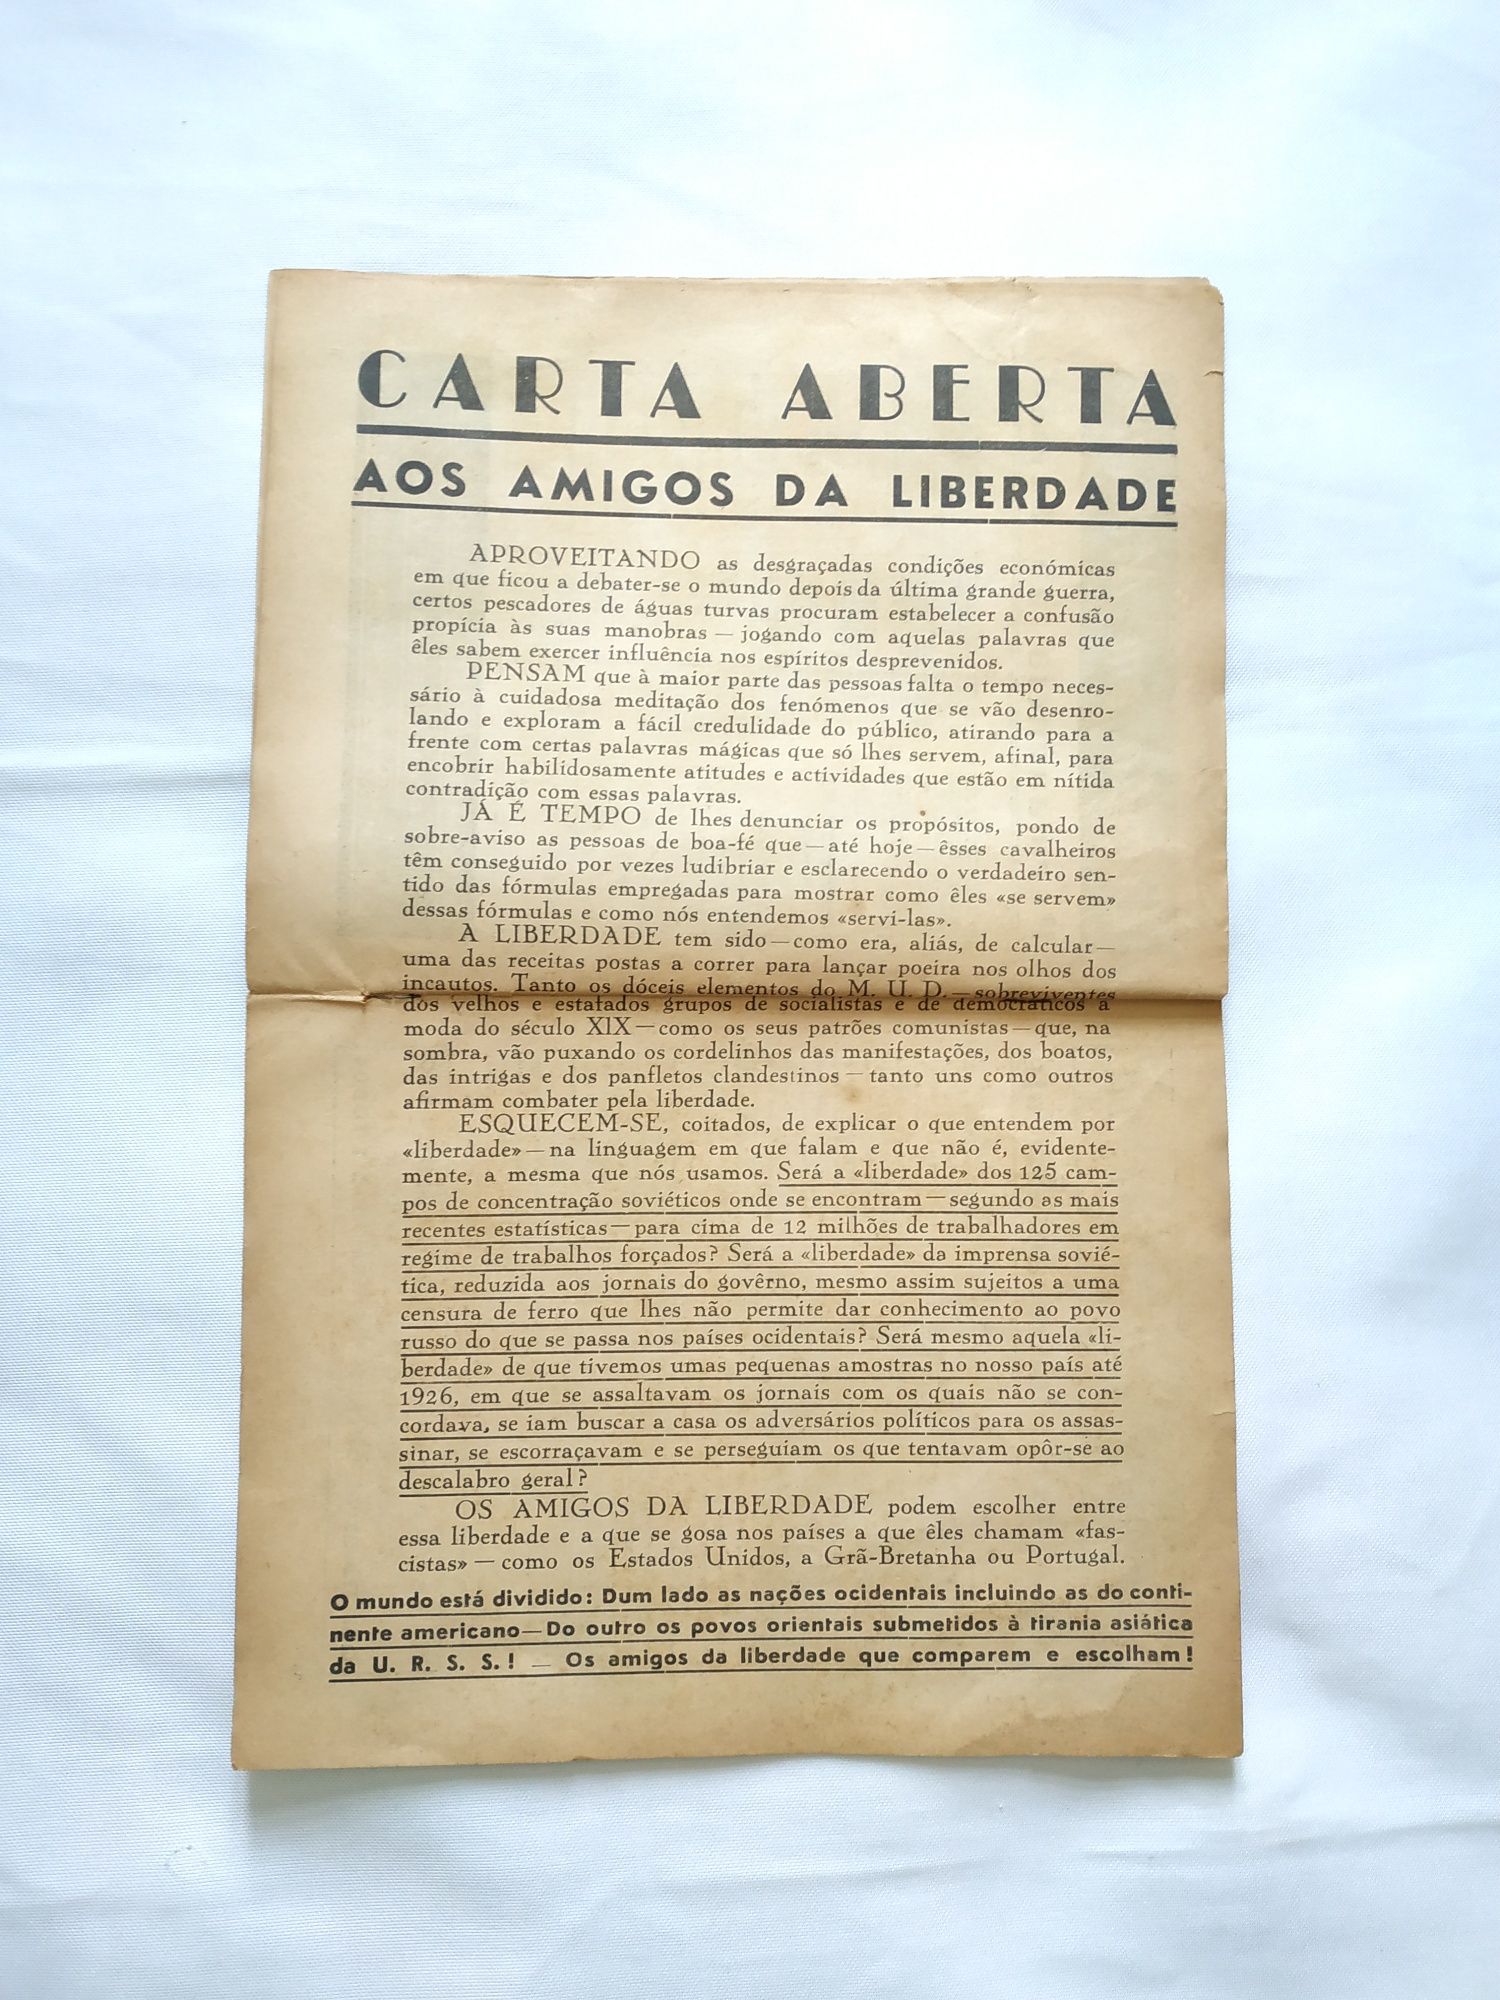 CARTA ABERTA
AOS AMIGOS DA LIBERDADE
APROVEITANDO as desgraçadas condições económicas
em que ficou a debater-se o mundo depois da última grande guerra,
certos pescadores de águas turvas procuram estabelecer a confusão
propícia às suas manobras — jogando com aquelas palavras que
êles sabem exercer influência nos espíritos desprevenidos.
PENSAM que à maior parte das pessoas falta o tempo neces-
sário à cuidadosa meditação dos fenómenos que se vão desenro-
lando e exploram a fácil credulidade do público, atirando para a
frente com certas palavras mágicas que só lhes servem, afinal, para
encobrir habilidosamente atitudes e actividades que estão em nítida
contradição com essas palavras.
JÁ É TEMPO de lhes denunciar os propósitos, pondo de
sobre-aviso as pessoas de boa-fé que — até hoje — êsses cavalheiros
têm conseguido por vezes ludibriar e esclarecendo o verdadeiro sen-
tido das fórmulas empregadas para mostrar como êles «se servem»
dessas fórmulas e como nós entendemos «servi-las».
A LIBERDADE tem sido — como era, aliás, de calcular —
uma das receitas postas a correr para lançar poeira nos olhos dos
incautos. Tanto os dóceis elementos do M. U. D. — sobreviventes
dos velhos e estafados grupos de socialistas e de democráticos à
moda do século XIX — como os seus patrões comunistas — que, na
sombra, vão puxando os cordelinhos das manifestações, dos boatos,
das intrigas e dos panfletos clandestinos — tanto uns como outros
afirmam combater pela liberdade.
ESQUECEM-SE, coitados, de explicar o que entendem por
«liberdade» — na linguagem em que falam e que não é, evidente-
mente, a mesma que nós usamos. Será a «liberdade» dos 125 cam-
pos de concentração soviéticos onde se encontram — segundo as mais
recentes estatísticas — para cima de 12 milhões de trabalhadores em
regime de trabalhos forçados? Será a «liberdade» da imprensa sovié-
tica, reduzida aos jornais do govêrno, mesmo assim sujeitos a uma
censura de ferro que lhes não permite dar conhecimento ao povo
russo do que se passa nos países ocidentais? Será mesmo aquela «li-
berdade» de que tivemos umas pequenas amostras no nosso país até
1926, em que se assaltavam os jornais com os quais não se con-
cordava, se iam buscar a casa os adversários políticos para os assas-
sinar, se escorraçavam e se perseguiam os que tentavam opôr-se ao
descalabro geral?
OS AMIGOS DA LIBERDADE podem escolher entre
essa liberdade e a que se gosa nos países a que êles chamam «fas-
cistas» — como os Estados Unidos, a Grã-Bretanha ou Portugal.
O mundo está dividido: Dum lado as nações ocidentais incluindo as do conti-
nente americano — Do outro os povos orientais submetidos à tirania asiática
da U. R. S. S.! — Os amigos da liberdade que comparem e escolham!